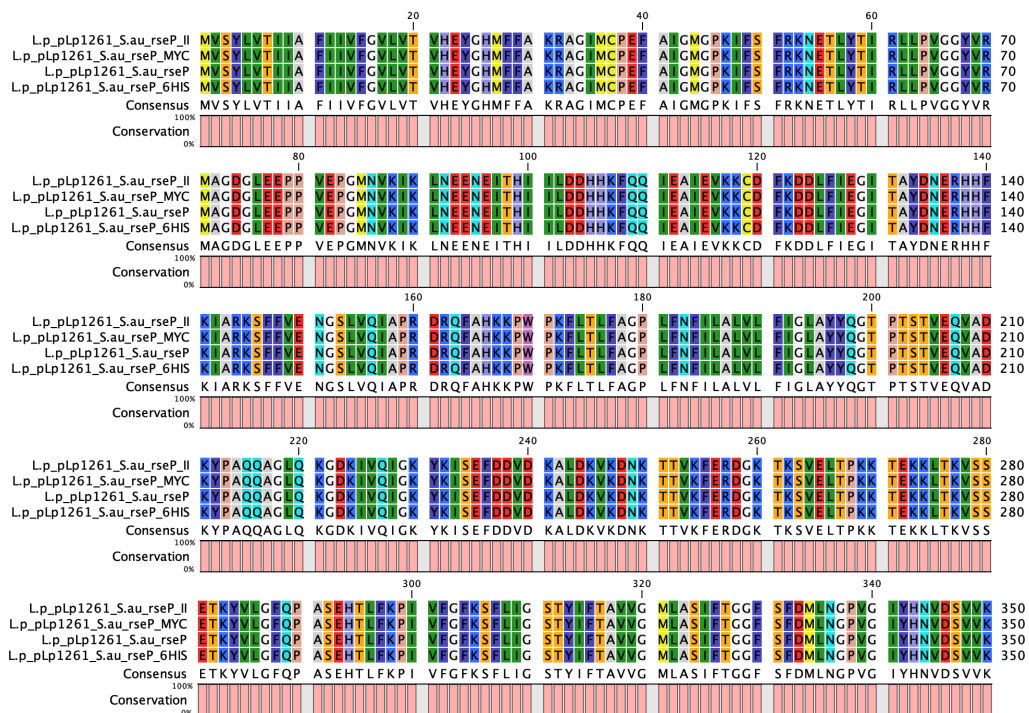 20 40 60
L.p_pLp1261_S.au_rseP_II MVSYLVTIIA FIIVFGVLVT VHEYGHMFFA KRAGIMCPEF AIGMGPKIFS FRKNETLYTI RLLPVGGYVR 70
L.p_pLp1261_S.au_rseP_MYC MVSYLVTIIA FIIVFGVLVT VHEYGHMFFA KRAGIMCPEF AIGMGPKIFS FRKNETLYTI RLLPVGGYVR 70
L.p_pLp1261_S.au_rseP MVSYLVTIIA FIIVFGVLVT VHEYGHMFFA KRAGIMCPEF AIGMGPKIFS FRKNETLYTI RLLPVGGYVR 70
L.p_pLp1261_S.au_rseP_6HIS MVSYLVTIIA FIIVFGVLVT VHEYGHMFFA KRAGIMCPEF AIGMGPKIFS FRKNETLYTI RLLPVGGYVR 70
Consensus MVSYLVTIIA FIIVFGVLVT VHEYGHMFFA KRAGIMCPEF AIGMGPKIFS FRKNETLYTI RLLPVGGYVR
100%
Conservation
0%
80 100 120 140
L.p_pLp1261_S.au_rseP_II MAGDGLEEPP VEPGMNVKIK LNEENEITHI ILDDHHKFQQ IEAIEVKKCD FKDDLFIEGI TAYDNERHHF 140
L.p_pLp1261_S.au_rseP_MYC MAGDGLEEPP VEPGMNVKIK LNEENEITHI ILDDHHKFQQ IEAIEVKKCD FKDDLFIEGI TAYDNERHHF 140
L.p_pLp1261_S.au_rseP MAGDGLEEPP VEPGMNVKIK LNEENEITHI ILDDHHKFQQ IEAIEVKKCD FKDDLFIEGI TAYDNERHHF 140
L.p_pLp1261_S.au_rseP_6HIS MAGDGLEEPP VEPGMNVKIK LNEENEITHI ILDDHHKFQQ IEAIEVKKCD FKDDLFIEGI TAYDNERHHF 140
Consensus MAGDGLEEPP VEPGMNVKIK LNEENEITHI ILDDHHKFQQ IEAIEVKKCD FKDDLFIEGI TAYDNERHHF
100%
Conservation
0%
160 180 200
L.p_pLp1261_S.au_rseP_II KIARKSFFVE NGSLVQIAPR DRQFAHKKPW PKFLTLFAGP LFNFILALVL FIGLAYYQGT PTSTVEQVAD 210
L.p_pLp1261_S.au_rseP_MYC KIARKSFFVE NGSLVQIAPR DRQFAHKKPW PKFLTLFAGP LFNFILALVL FIGLAYYQGT PTSTVEQVAD 210
L.p_pLp1261_S.au_rseP KIARKSFFVE NGSLVQIAPR DRQFAHKKPW PKFLTLFAGP LFNFILALVL FIGLAYYQGT PTSTVEQVAD 210
L.p_pLp1261_S.au_rseP_6HIS KIARKSFFVE NGSLVQIAPR DRQFAHKKPW PKFLTLFAGP LFNFILALVL FIGLAYYQGT PTSTVEQVAD 210
Consensus KIARKSFFVE NGSLVQIAPR DRQFAHKKPW PKFLTLFAGP LFNFILALVL FIGLAYYQGT PTSTVEQVAD
100%
Conservation
0%
220 240 260 280
L.p_pLp1261_S.au_rseP_II KYPAQQAGLQ KGDKIVQIGK YKISEFDDVD KALDKVKDNK TTVKFERDGK TKSVELTPKK TEKKLTKVSS 280
L.p_pLp1261_S.au_rseP_MYC KYPAQQAGLQ KGDKIVQIGK YKISEFDDVD KALDKVKDNK TTVKFERDGK TKSVELTPKK TEKKLTKVSS 280
L.p_pLp1261_S.au_rseP KYPAQQAGLQ KGDKIVQIGK YKISEFDDVD KALDKVKDNK TTVKFERDGK TKSVELTPKK TEKKLTKVSS 280
L.p_pLp1261_S.au_rseP_6HIS KYPAQQAGLQ KGDKIVQIGK YKISEFDDVD KALDKVKDNK TTVKFERDGK TKSVELTPKK TEKKLTKVSS 280
Consensus KYPAQQAGLQ KGDKIVQIGK YKISEFDDVD KALDKVKDNK TTVKFERDGK TKSVELTPKK TEKKLTKVSS
100%
Conservation
0%
300 320 340
L.p_pLp1261_S.au_rseP_II ETKYVLGFQP ASEHTLFKPI VFGFKSFLIG STYIFTAVVG MLASIFTGGF SFDMLNGPVG IYHNVDSVVK 350
L.p_pLp1261_S.au_rseP_MYC ETKYVLGFQP ASEHTLFKPI VFGFKSFLIG STYIFTAVVG MLASIFTGGF SFDMLNGPVG IYHNVDSVVK 350
L.p_pLp1261_S.au_rseP ETKYVLGFQP ASEHTLFKPI VFGFKSFLIG STYIFTAVVG MLASIFTGGF SFDMLNGPVG IYHNVDSVVK 350
L.p_pLp1261_S.au_rseP_6HIS ETKYVLGFQP ASEHTLFKPI VFGFKSFLIG STYIFTAVVG MLASIFTGGF SFDMLNGPVG IYHNVDSVVK 350
Consensus ETKYVLGFQP ASEHTLFKPI VFGFKSFLIG STYIFTAVVG MLASIFTGGF SFDMLNGPVG IYHNVDSVVK
100%
Conservation
0%